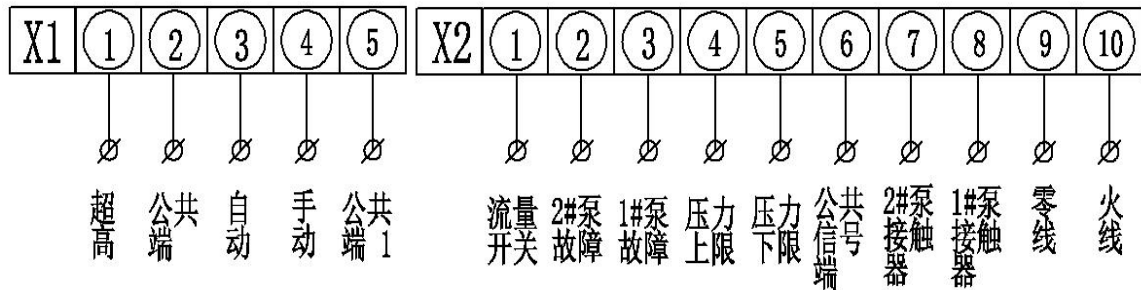 X1 1 2 3 4 5 X2 1 2 3 4 5 6 7 8 9 10
超高
公共端
自动
手动
公共端 1
流量开关
2#泵故障
1#泵故障
压力上限
压力下限
公共信号端
2#泵接触器
1#泵接触器
零线
火线